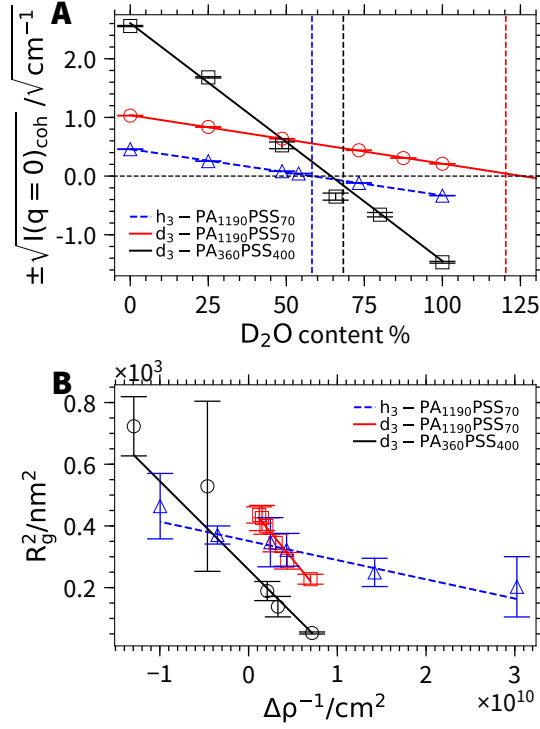 A
± √I(q = 0)coh /√cm⁻¹
2.0
1.0
0.0
-1.0
h₃ − PA₁₁₉₀PSS₇₀
d₃ − PA₁₁₉₀PSS₇₀
d₃ − PA₃₆₀PSS₄₀₀
0 25 50 75 100 125
D₂O content %
×10³
B
R_g²/nm²
0.8
0.6
0.4
0.2
h₃ − PA₁₁₉₀PSS₇₀
d₃ − PA₁₁₉₀PSS₇₀
d₃ − PA₃₆₀PSS₄₀₀
−1 0 1 2 3
×10¹⁰
Δρ⁻¹/cm²